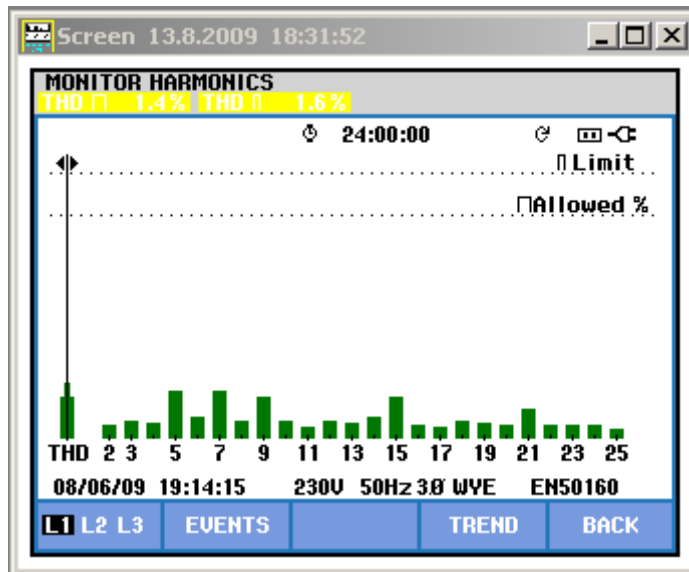 Screen 13.8.2009 18:31:52
MONITOR HARMONICS
THD 1.4% THD 1.6%
24:00:00
Limit
Allowed %
THD 2 3 5 7 9 11 13 15 17 19 21 23 25
08/06/09 19:14:15 230V 50Hz 3Ø WYE EN50160
L1 L2 L3 EVENTS TREND BACK